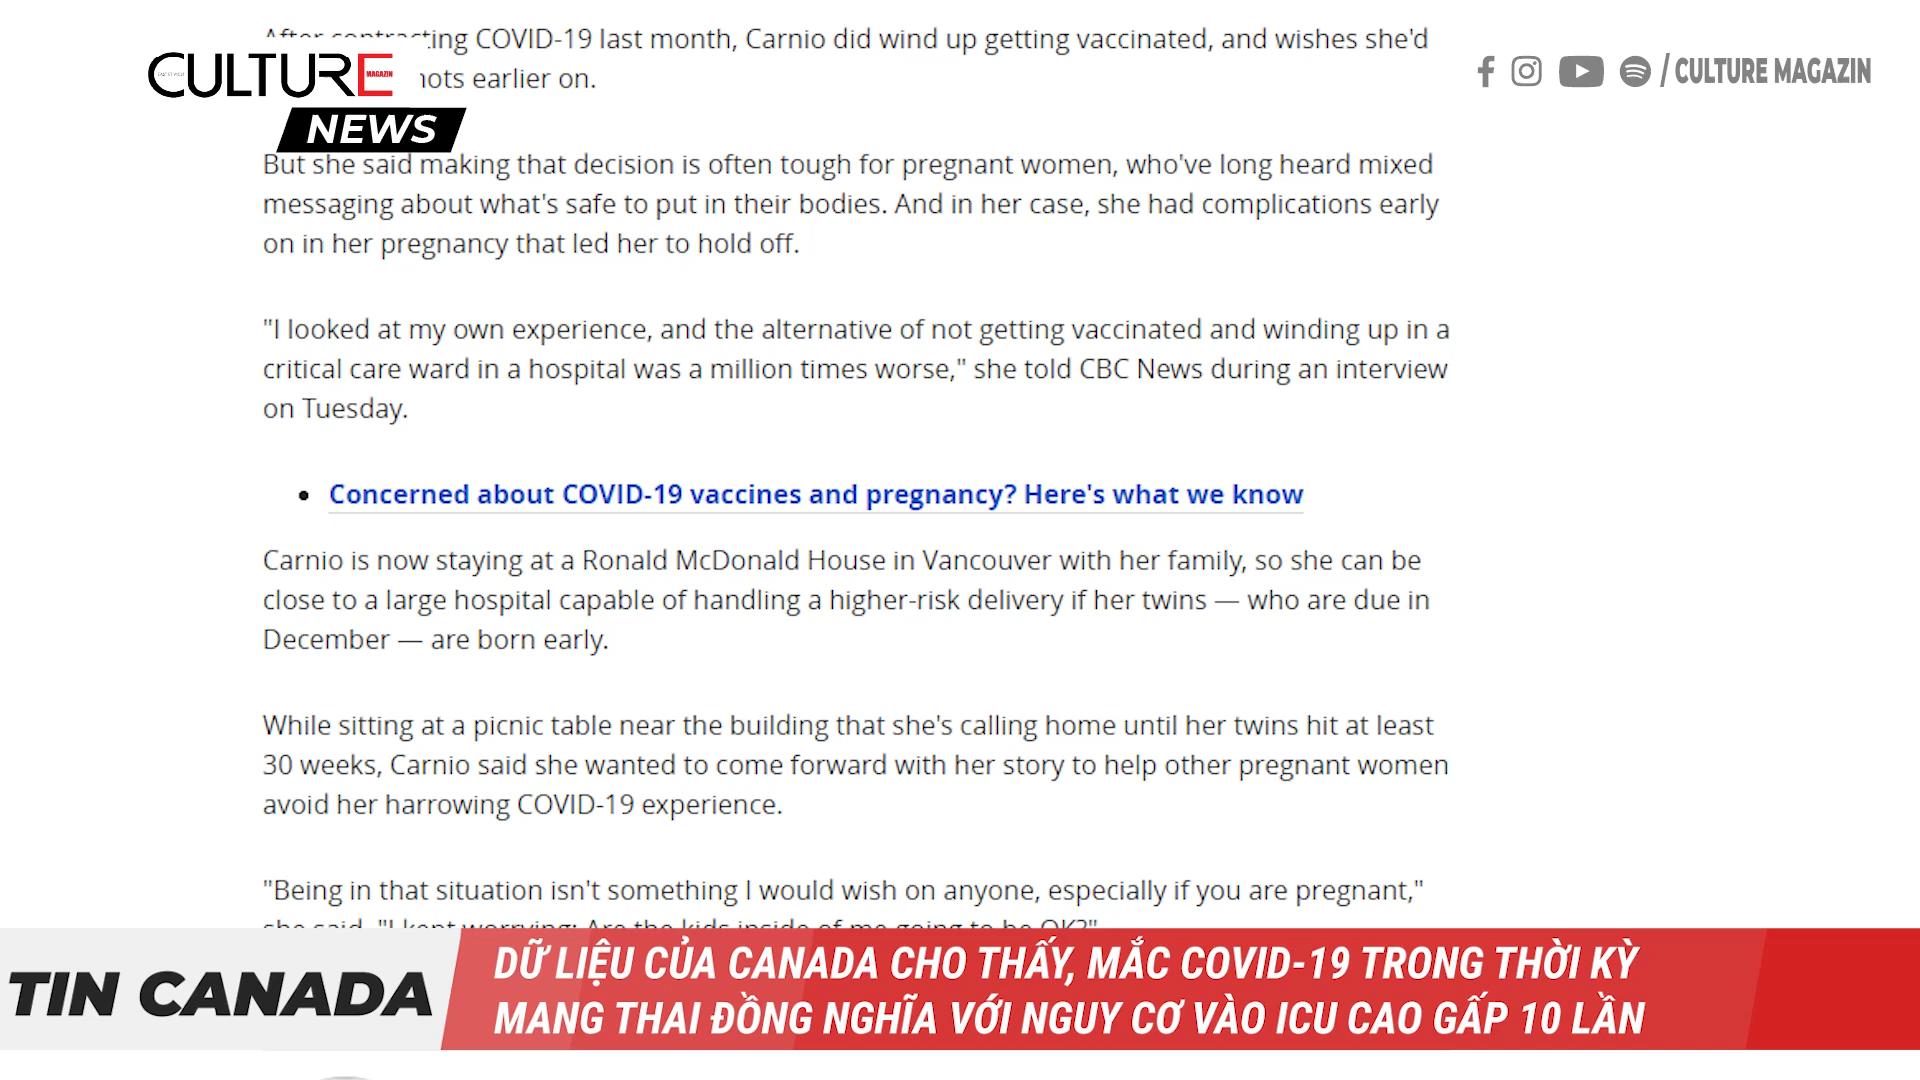 After contracting COVID-19 last month, Carnio did wind up getting vaccinated, and wishes she'd
hots earlier on.
CULTURE
MAGAZIN
NEWS
/ CULTURE MAGAZIN
But she said making that decision is often tough for pregnant women, who've long heard mixed
messaging about what's safe to put in their bodies. And in her case, she had complications early
on in her pregnancy that led her to hold off.
"I looked at my own experience, and the alternative of not getting vaccinated and winding up in a
critical care ward in a hospital was a million times worse," she told CBC News during an interview
on Tuesday.
• Concerned about COVID-19 vaccines and pregnancy? Here's what we know
Carnio is now staying at a Ronald McDonald House in Vancouver with her family, so she can be
close to a large hospital capable of handling a higher-risk delivery if her twins — who are due in
December — are born early.
While sitting at a picnic table near the building that she's calling home until her twins hit at least
30 weeks, Carnio said she wanted to come forward with her story to help other pregnant women
avoid her harrowing COVID-19 experience.
"Being in that situation isn't something I would wish on anyone, especially if you are pregnant,"
she said. "I kept worrying: Are the kids inside of me going to be OK?"
TIN CANADA
DỮ LIỆU CỦA CANADA CHO THẤY, MẮC COVID-19 TRONG THỜI KỲ
MANG THAI ĐỒNG NGHĨA VỚI NGUY CƠ VÀO ICU CAO GẤP 10 LẦN